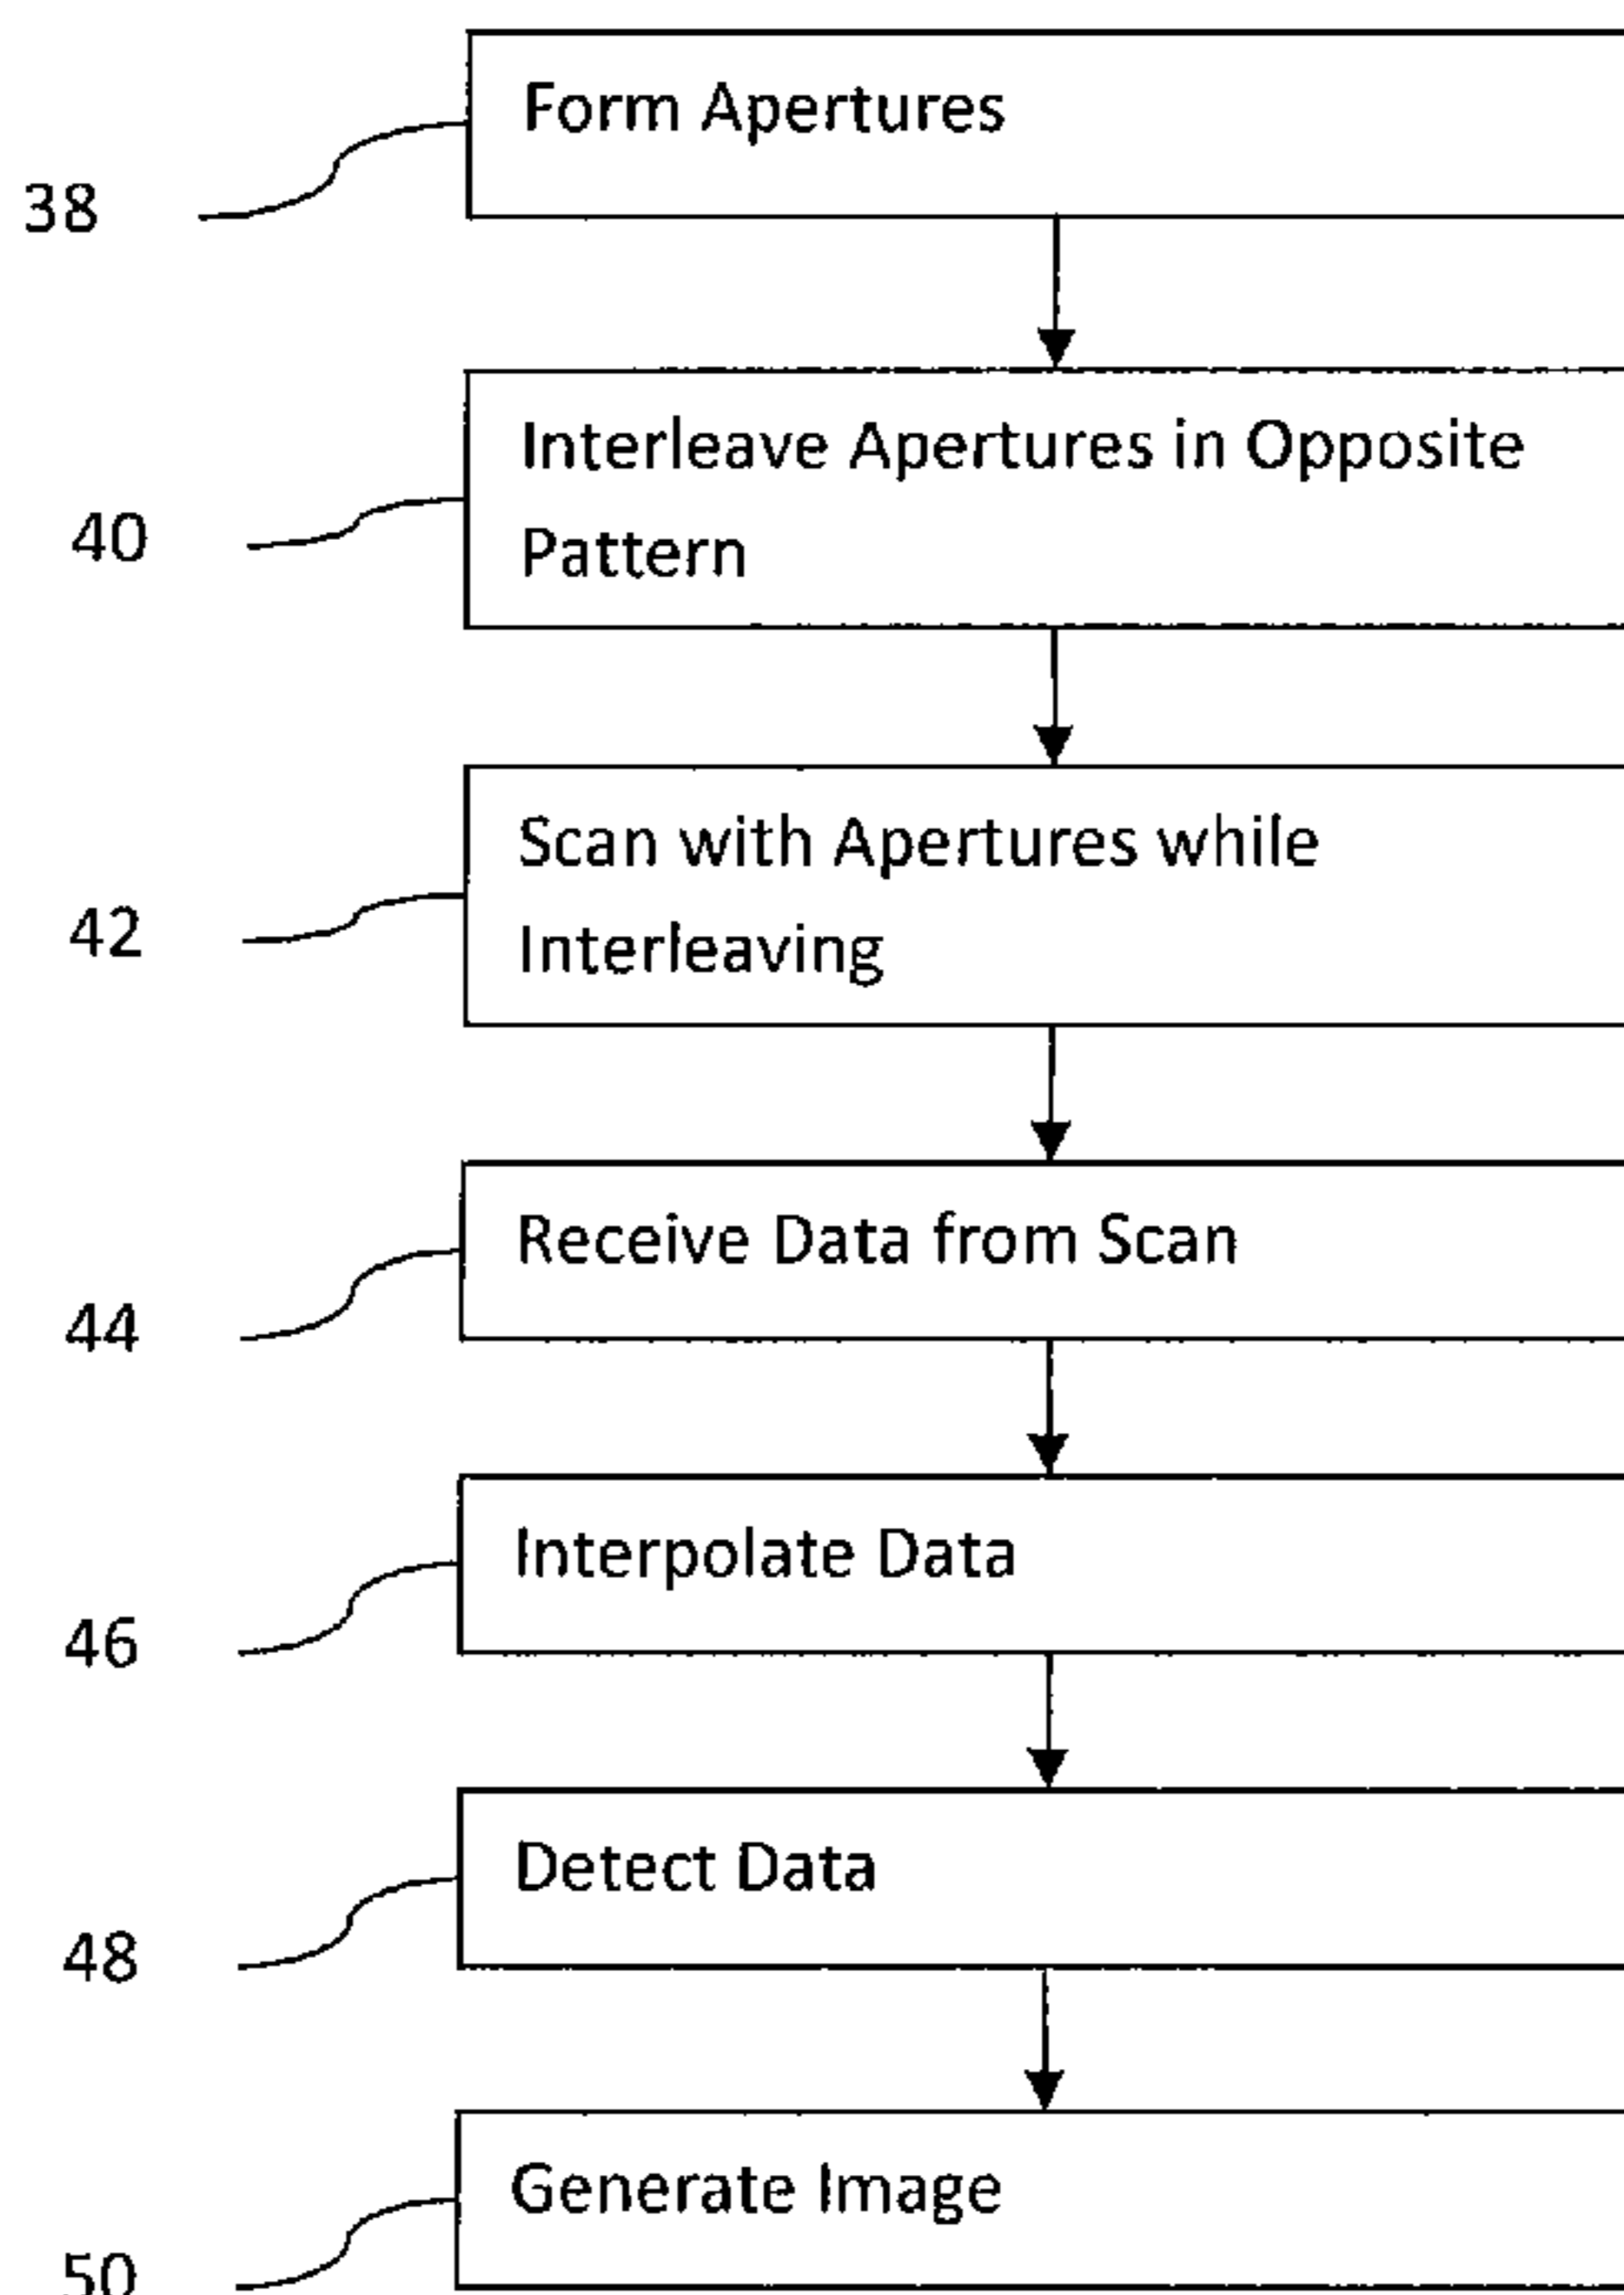 Form Apertures
38
Interleave Apertures in Opposite
Pattern
40
Scan with Apertures while
Interleaving
42
Receive Data from Scan
44
Interpolate Data
46
Detect Data
48
Generate Image
50